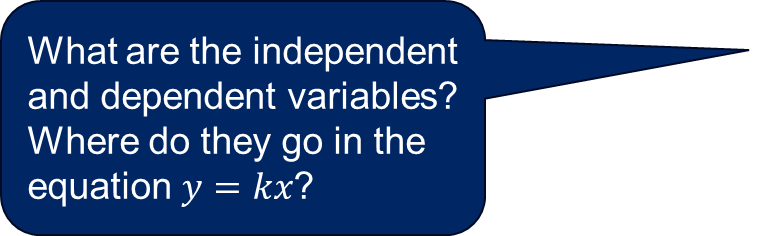 What are the independent
and dependent variables?
Where do they go in the
equation 𝑦 = 𝑘𝑥?